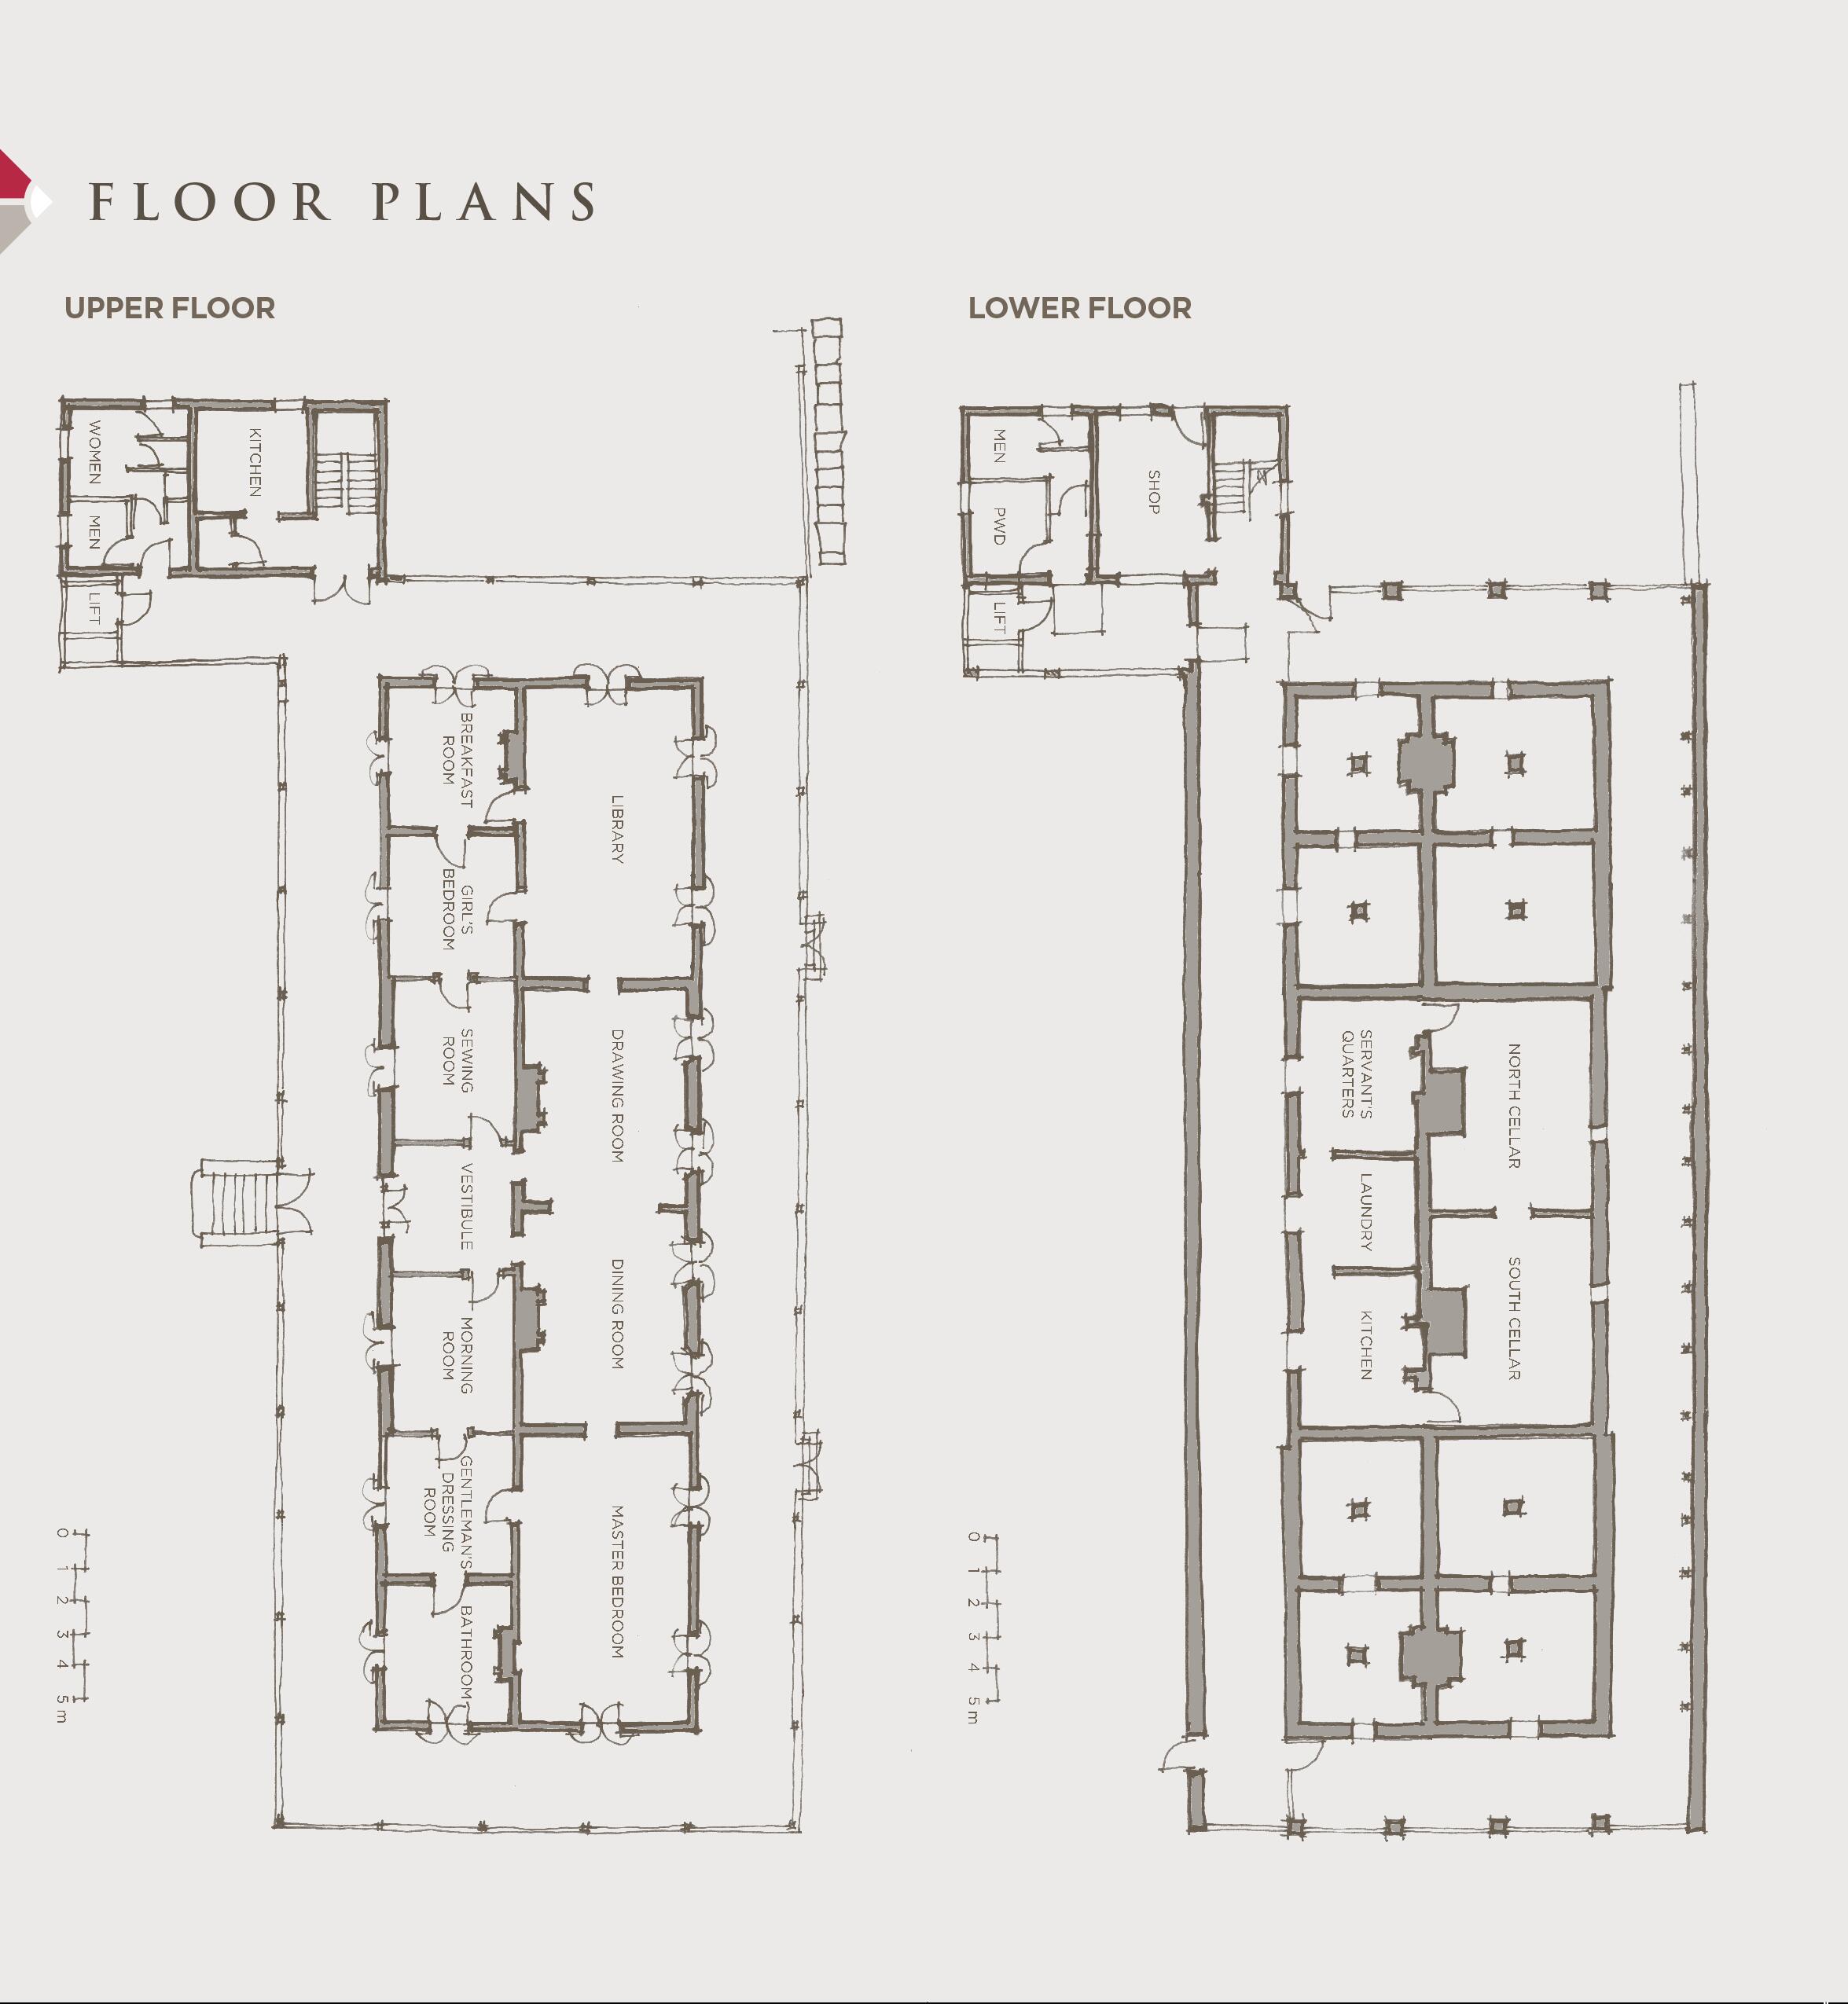 FLOOR PLANS
UPPER FLOOR
WOMEN
MEN
LIFT
KITCHEN
BREAKFAST
ROOM
GIRL'S
BEDROOM
SEWING
ROOM
VESTIBULE
MORNING
ROOM
GENTLEMAN'S
DRESSING
ROOM
BATHROOM
LIBRARY
DRAWING ROOM
DINING ROOM
MASTER BEDROOM
0 1 2 3 4 5 m
LOWER FLOOR
MEN
PWD
LIFT
SHOP
SERVANT'S
QUARTERS
LAUNDRY
KITCHEN
NORTH CELLAR
SOUTH CELLAR
0 1 2 3 4 5 m